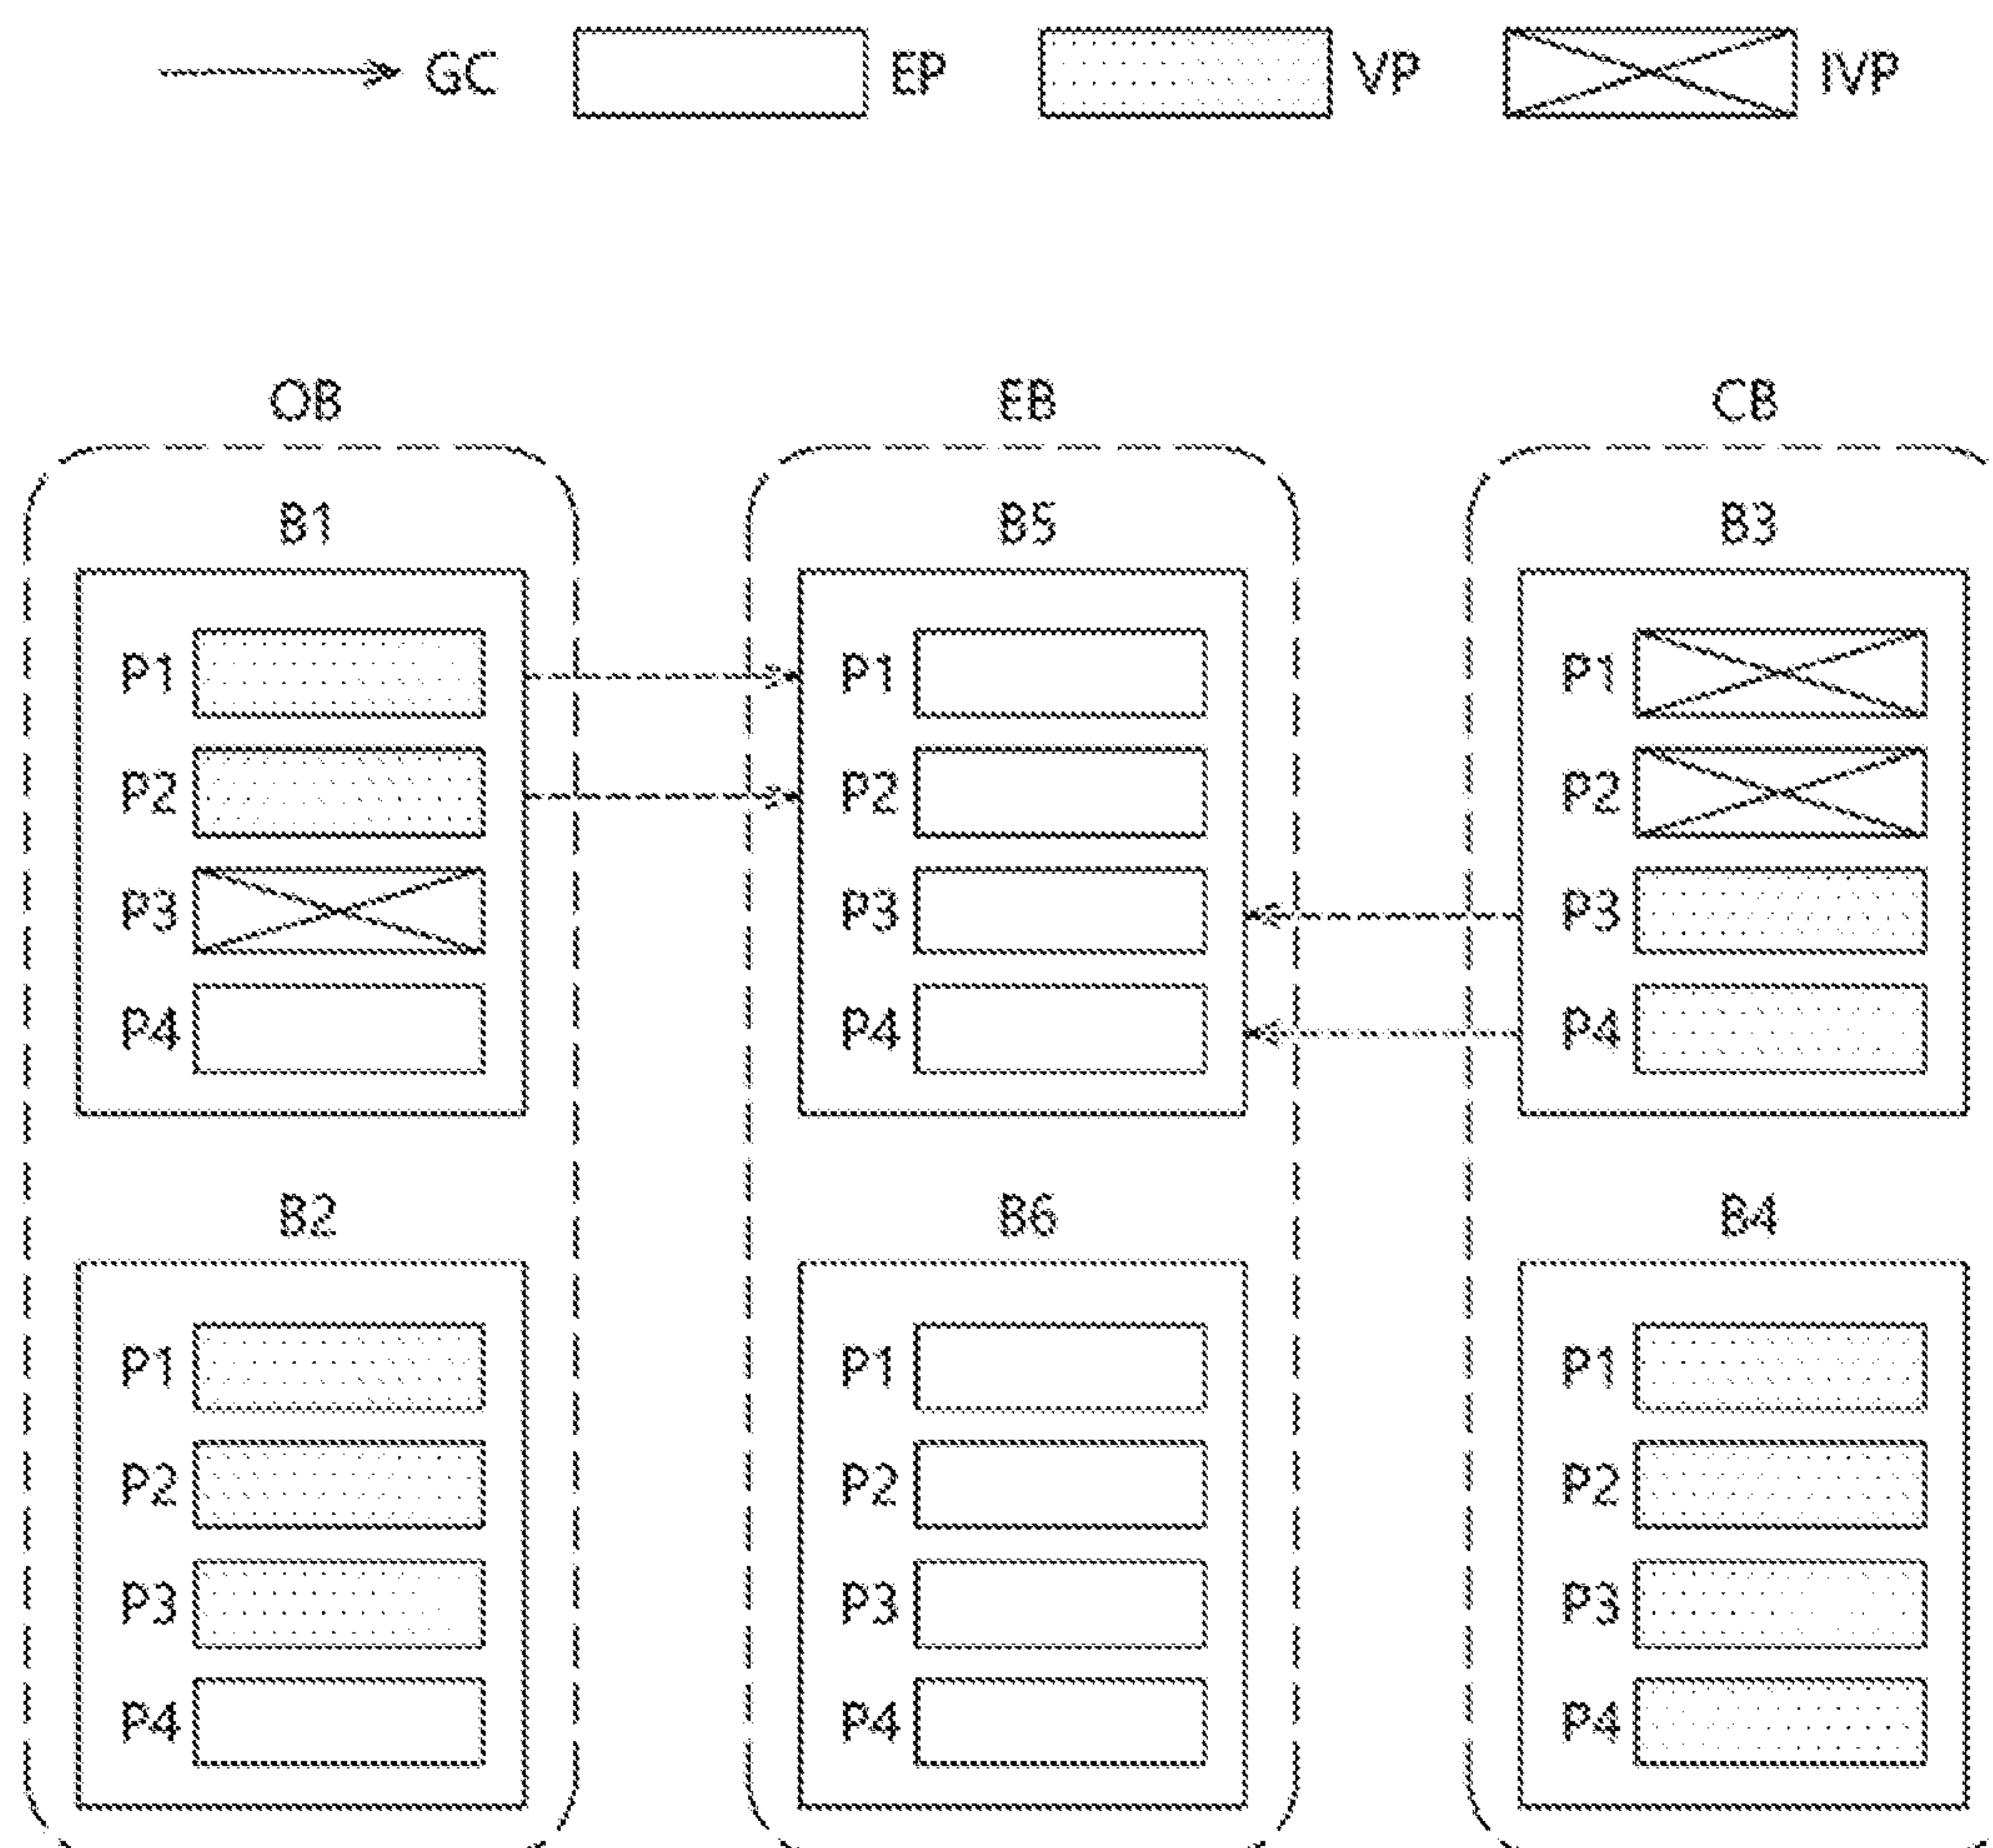 GC EP VP IVP
OB EB CB
B1 B5 B3
P1 P1 P1
P2 P2 P2
P3 P3 P3
P4 P4 P4
B2 B6 B4
P1 P1 P1
P2 P2 P2
P3 P3 P3
P4 P4 P4